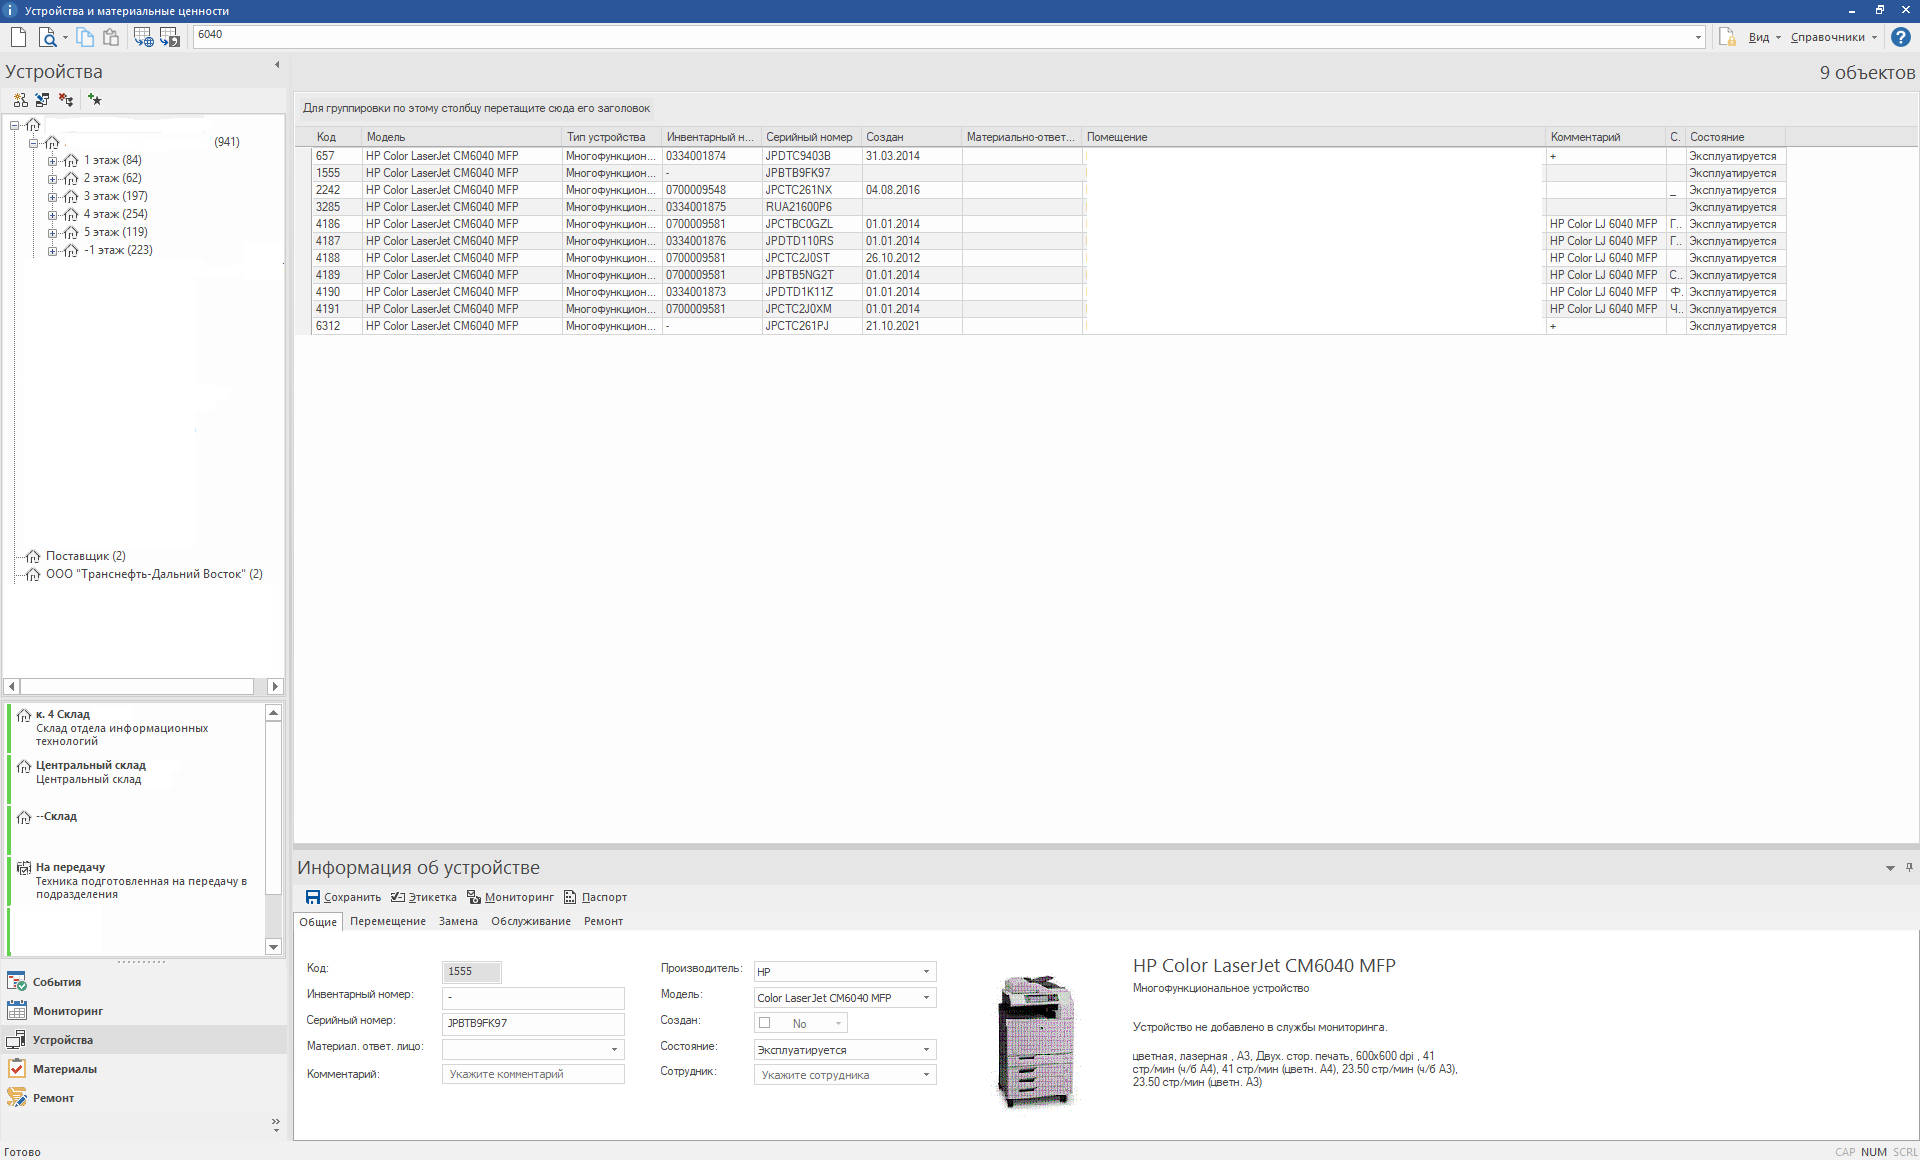 Устройства и материальные ценности
6040
Вид
Справочники
Устройства
9 объектов
Для группировки по этому столбцу перетащите сюда его заголовок
Код Модель Тип устройства Инвентарный н... Серийный номер Создан Материально-ответ... Помещение Комментарий С. Состояние
657 HP Color LaserJet CM6040 MFP Многофункцион... 0334001874 JPDTC9403B 31.03.2014 + Эксплуатируется
1555 HP Color LaserJet CM6040 MFP Многофункцион... - JPBTB9FK97 Эксплуатируется
2242 HP Color LaserJet CM6040 MFP Многофункцион... 0700009548 JPCTC261NX 04.08.2016 _ Эксплуатируется
3285 HP Color LaserJet CM6040 MFP Многофункцион... 0334001875 RUA21600P6 Эксплуатируется
4186 HP Color LaserJet CM6040 MFP Многофункцион... 0700009581 JPCTBC0GZL 01.01.2014 HP Color LJ 6040 MFP Г.. Эксплуатируется
4187 HP Color LaserJet CM6040 MFP Многофункцион... 0334001876 JPDTD110RS 01.01.2014 HP Color LJ 6040 MFP Г.. Эксплуатируется
4188 HP Color LaserJet CM6040 MFP Многофункцион... 0700009581 JPCTC2J0ST 26.10.2012 HP Color LJ 6040 MFP Эксплуатируется
4189 HP Color LaserJet CM6040 MFP Многофункцион... 0700009581 JPBTB5NG2T 01.01.2014 HP Color LJ 6040 MFP С.. Эксплуатируется
4190 HP Color LaserJet CM6040 MFP Многофункцион... 0334001873 JPDTD1K11Z 01.01.2014 HP Color LJ 6040 MFP Ф. Эксплуатируется
4191 HP Color LaserJet CM6040 MFP Многофункцион... 0700009581 JPCTC2J0XM 01.01.2014 HP Color LJ 6040 MFP Ч.. Эксплуатируется
6312 HP Color LaserJet CM6040 MFP Многофункцион... - JPCTC261PJ 21.10.2021 + Эксплуатируется
. (941)
1 этаж (84)
2 этаж (62)
3 этаж (197)
4 этаж (254)
5 этаж (119)
-1 этаж (223)
Поставщик (2)
ООО "Транснефть-Дальний Восток" (2)
к. 4 Склад
Склад отдела информационных
технологий
Центральный склад
Центральный склад
--Склад
На передачу
Техника подготовленная на передачу в
подразделения
События
Мониторинг
Устройства
Материалы
Ремонт
Информация об устройстве
Сохранить Этикетка Мониторинг Паспорт
Общие Перемещение Замена Обслуживание Ремонт
Код: 1555
Инвентарный номер: -
Серийный номер: JPBTB9FK97
Материал. ответ. лицо:
Комментарий: Укажите комментарий
Производитель: HP
Модель: Color LaserJet CM6040 MFP
Создан: No
Состояние: Эксплуатируется
Сотрудник: Укажите сотрудника
HP Color LaserJet CM6040 MFP
Многофункциональное устройство
Устройство не добавлено в службы мониторинга.
цветная, лазерная , A3, Двух. стор. печать, 600x600 dpi , 41
стр/мин (ч/б A4), 41 стр/мин (цветн. A4), 23.50 стр/мин (ч/б A3),
23.50 стр/мин (цветн. A3)
Готово
CAP NUM SCRL